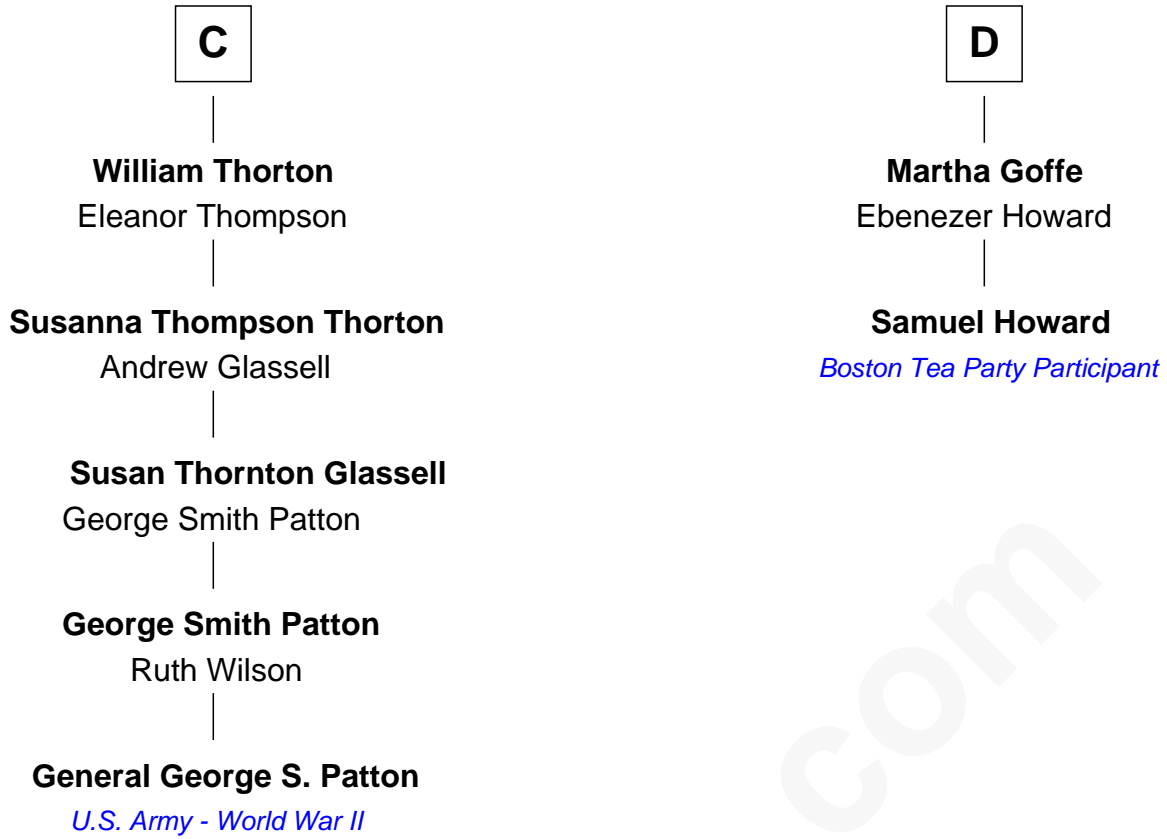 C
William Thorton
Eleanor Thompson
Susanna Thompson Thorton
Andrew Glassell
Susan Thornton Glassell
George Smith Patton
George Smith Patton
Ruth Wilson
General George S. Patton
U.S. Army - World War II
D
Martha Goffe
Ebenezer Howard
Samuel Howard
Boston Tea Party Participant
com